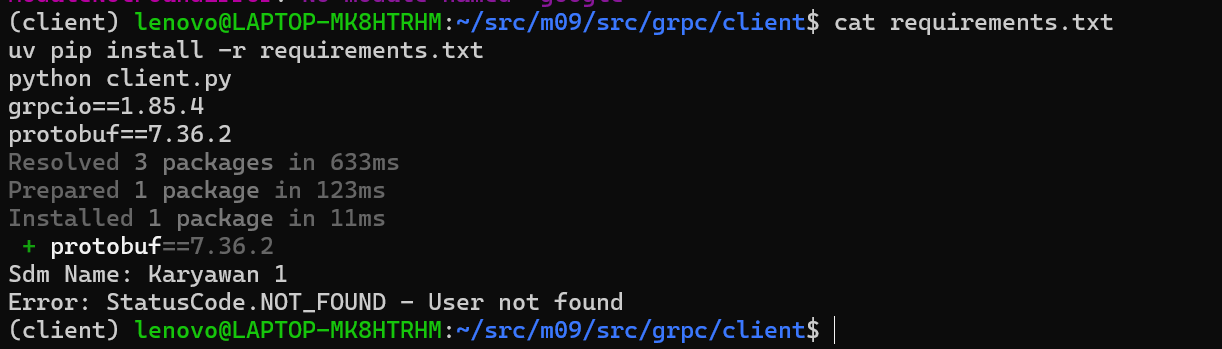 (client) lenovo@LAPTOP-MK8HTRHM:~/src/m09/src/grpc/client$ cat requirements.txt
uv pip install -r requirements.txt
python client.py
grpcio==1.85.4
protobuf==7.36.2
Resolved 3 packages in 633ms
Prepared 1 package in 123ms
Installed 1 package in 11ms
+ protobuf==7.36.2
Sdm Name: Karyawan 1
Error: StatusCode.NOT_FOUND - User not found
(client) lenovo@LAPTOP-MK8HTRHM:~/src/m09/src/grpc/client$